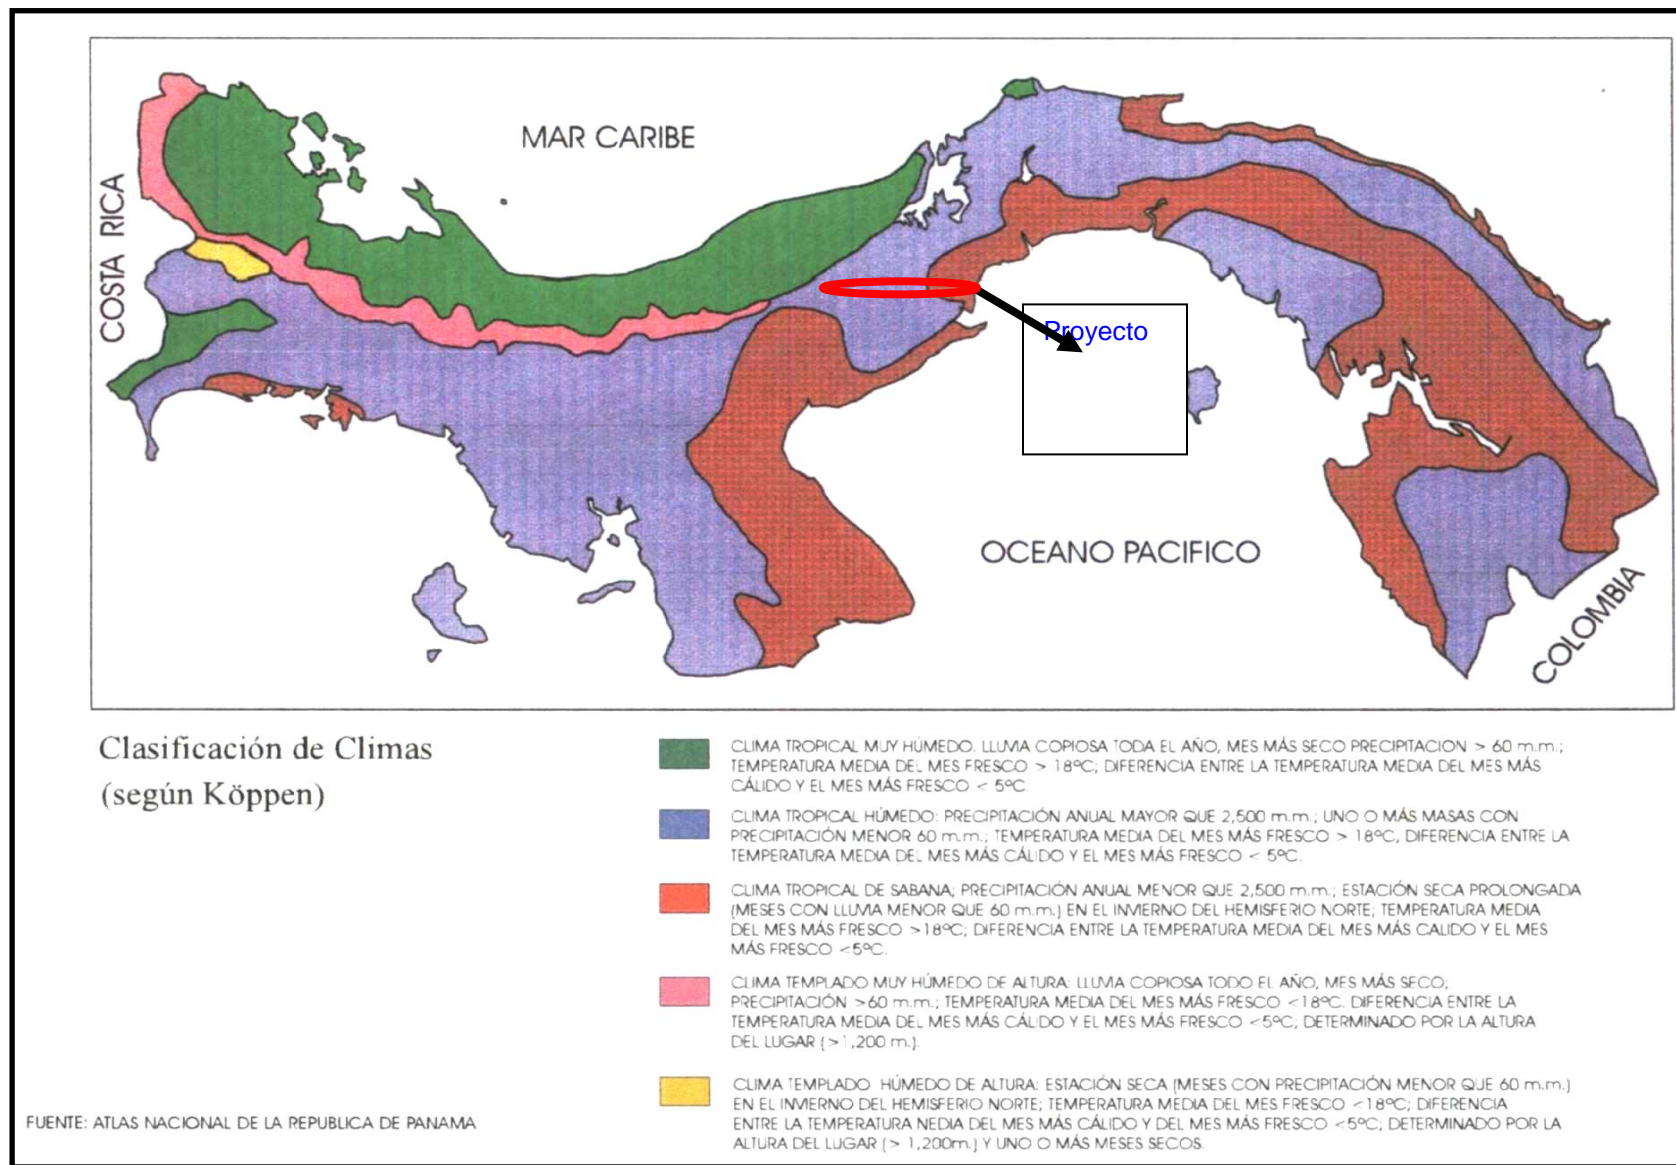 MAR CARIBE
COSTA RICA
Proyecto
OCEANO PACIFICO
COLOMBIA
Clasificación de Climas
(según Köppen)
CLIMA TROPICAL MUY HÚMEDO. LLUVIA COPIOSA TODA EL AÑO, MES MÁS SECO PRECIPITACION > 60 m.m.;
TEMPERATURA MEDIA DEL MES FRESCO > 18ºC; DIFERENCIA ENTRE LA TEMPERATURA MEDIA DEL MES MÁS
CÁLIDO Y EL MES MÁS FRESCO < 5ºC.
CLIMA TROPICAL HÚMEDO: PRECIPITACIÓN ANUAL MAYOR QUE 2,500 m.m.; UNO O MÁS MASAS CON
PRECIPITACIÓN MENOR 60 m.m.; TEMPERATURA MEDIA DEL MES MÁS FRESCO > 18ºC, DIFERENCIA ENTRE LA
TEMPERATURA MEDIA DEL MES MÁS CÁLIDO Y EL MES MÁS FRESCO < 5ºC.
CLIMA TROPICAL DE SABANA; PRECIPITACIÓN ANUAL MENOR QUE 2,500 m.m.; ESTACIÓN SECA PROLONGADA
(MESES CON LLUVIA MENOR QUE 60 m.m.) EN EL INVIERNO DEL HEMISFERIO NORTE; TEMPERATURA MEDIA
DEL MES MÁS FRESCO >18ºC; DIFERENCIA ENTRE LA TEMPERATURA MEDIA DEL MES MÁS CALIDO Y EL MES
MÁS FRESCO <5ºC.
CLIMA TEMPLADO MUY HÚMEDO DE ALTURA: LLUVIA COPIOSA TODO EL AÑO, MES MÁS SECO;
PRECIPITACIÓN >60 m.m.; TEMPERATURA MEDIA DEL MES MÁS FRESCO <18ºC. DIFERENCIA ENTRE LA
TEMPERATURA MEDIA DEL MES MÁS CÁLIDO Y EL MES MÁS FRESCO <5ºC; DETERMINADO POR LA ALTURA
DEL LUGAR (>1,200 m.).
CLIMA TEMPLADO HÚMEDO DE ALTURA: ESTACIÓN SECA (MESES CON PRECIPITACIÓN MENOR QUE 60 m.m.)
EN EL INVIERNO DEL HEMISFERIO NORTE; TEMPERATURA MEDIA DEL MES FRESCO <18ºC; DIFERENCIA
ENTRE LA TEMPERATURA NEDIA DEL MES MÁS CÁLIDO Y DEL MES MÁS FRESCO <5ºC; DETERMINADO POR LA
ALTURA DEL LUGAR (> 1,200m.) Y UNO O MÁS MESES SECOS.
FUENTE: ATLAS NACIONAL DE LA REPUBLICA DE PANAMA